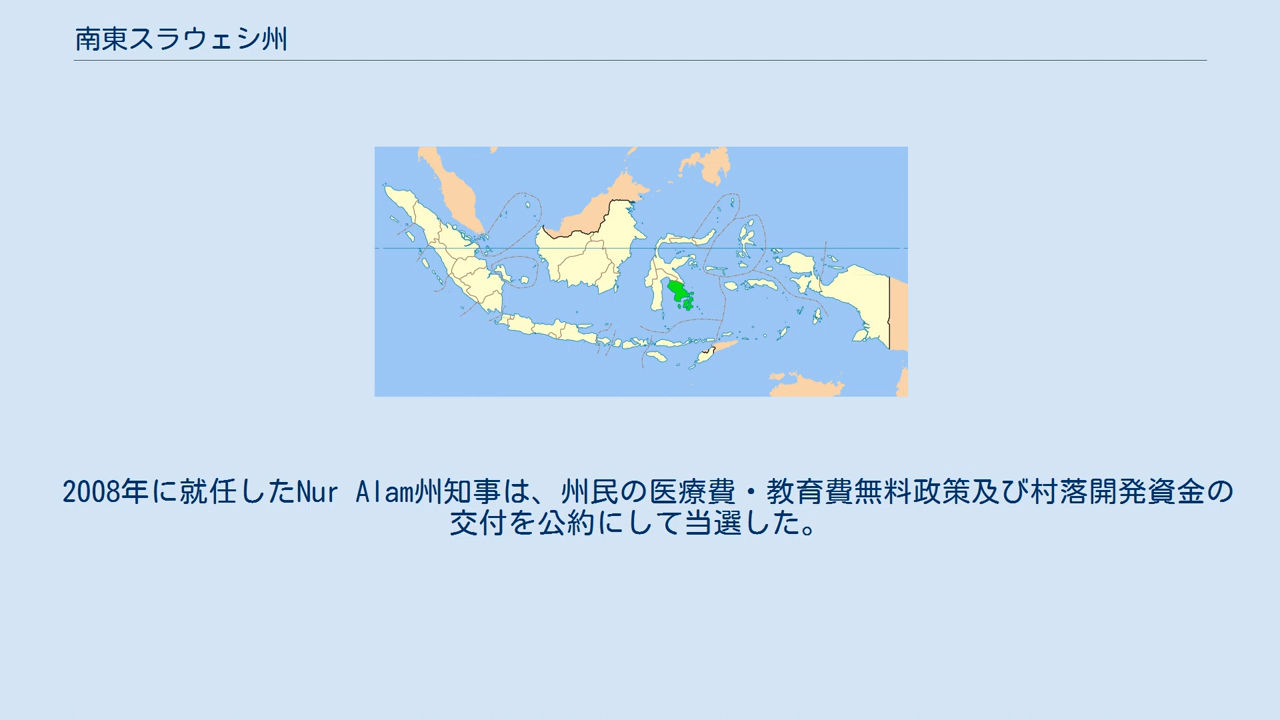 南東スラウェシ州
2008年に就任したNur Alam州知事は、州民の医療費・教育費無料政策及び村落開発資金の
交付を公約にして当選した。